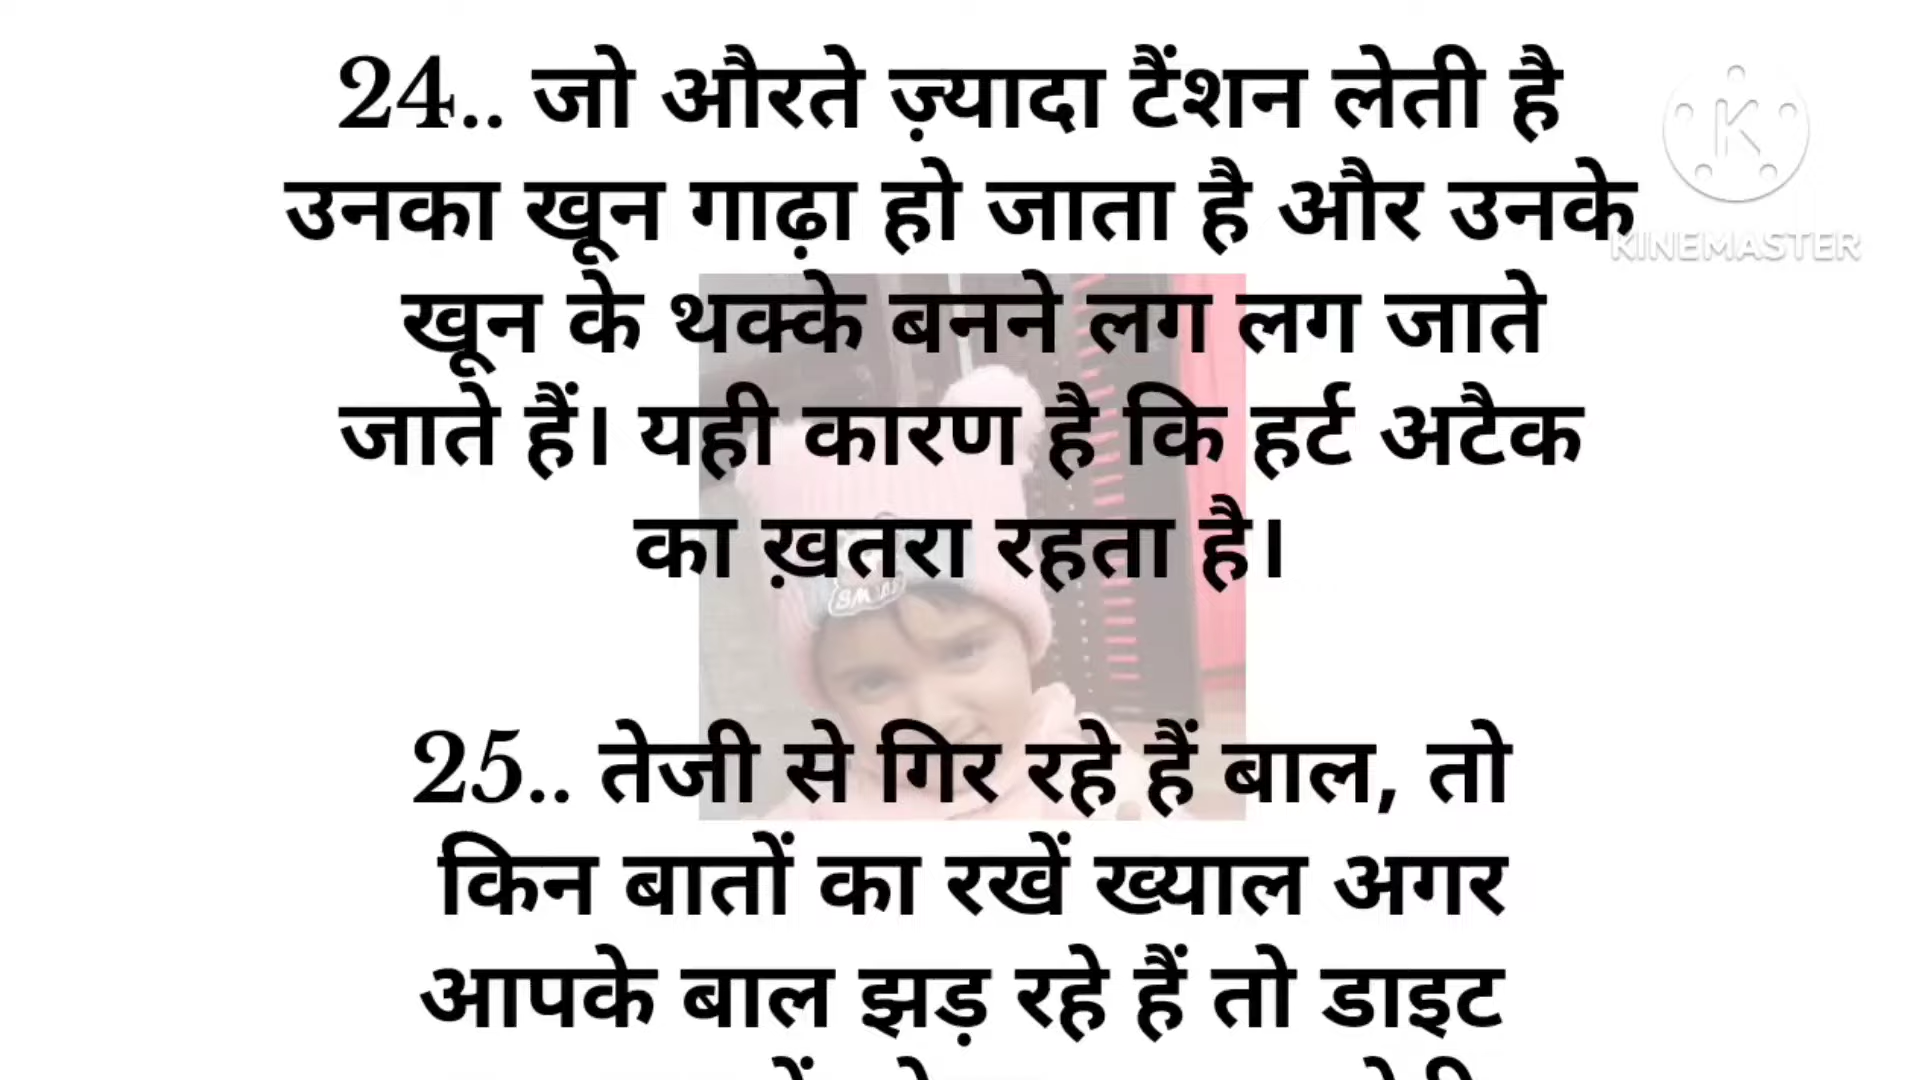 24.. जो औरते ज़्यादा टैंशन लेती है
उनका खून गाढ़ा हो जाता है और उनके
KINEMASTER
खून के थक्के बनने लग लग जाते
जाते हैं। यही कारण है कि हर्ट अटैक
का ख़तरा रहता है।
25.. तेजी से गिर रहे हैं बाल, तो
किन बातों का रखें ख्याल अगर
आपके बाल झड़ रहे हैं तो डाइट